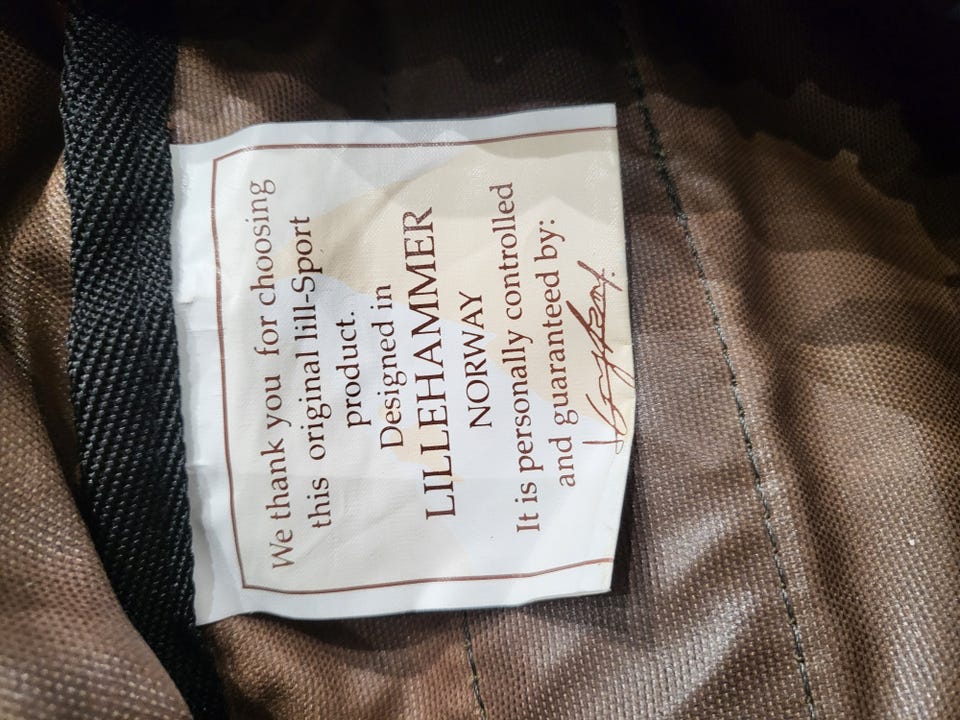 We thank you for choosing
this original lill-Sport
product.
Designed in
LILLEHAMMER
NORWAY
It is personally controlled
and guaranteed by: